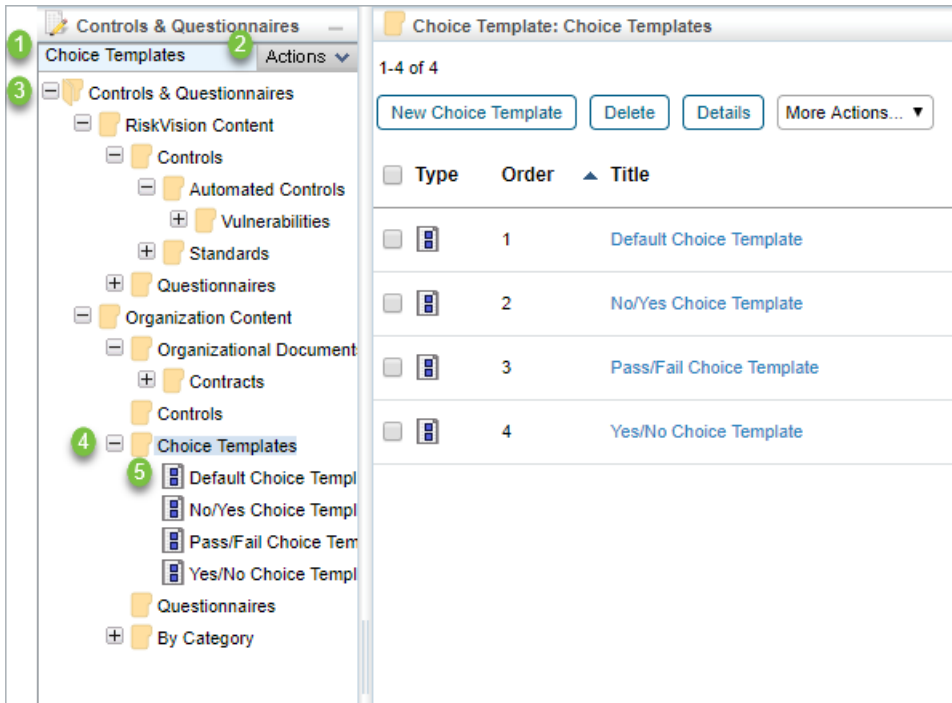 Controls & Questionnaires
1
Choice Templates
2
Actions
3
Controls & Questionnaires
RiskVision Content
Controls
Automated Controls
Vulnerabilities
Standards
Questionnaires
Organization Content
Organizational Document
Contracts
Controls
4
Choice Templates
5
Default Choice Templ
No/Yes Choice Templ
Pass/Fail Choice Tem
Yes/No Choice Templ
Questionnaires
By Category
Choice Template: Choice Templates
1-4 of 4
New Choice Template Delete Details More Actions...
Type Order Title
1 Default Choice Template
2 No/Yes Choice Template
3 Pass/Fail Choice Template
4 Yes/No Choice Template